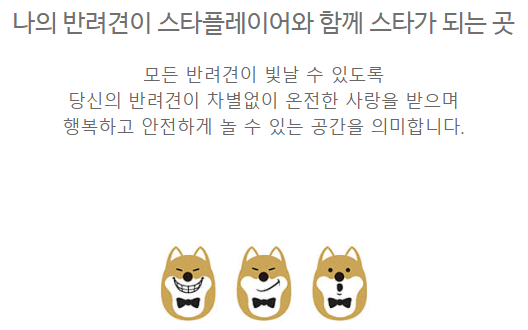 나의 반려견이 스타플레이어와 함께 스타가 되는 곳
모든 반려견이 빛날 수 있도록
당신의 반려견이 차별없이 온전한 사랑을 받으며
행복하고 안전하게 놀 수 있는 공간을 의미합니다.